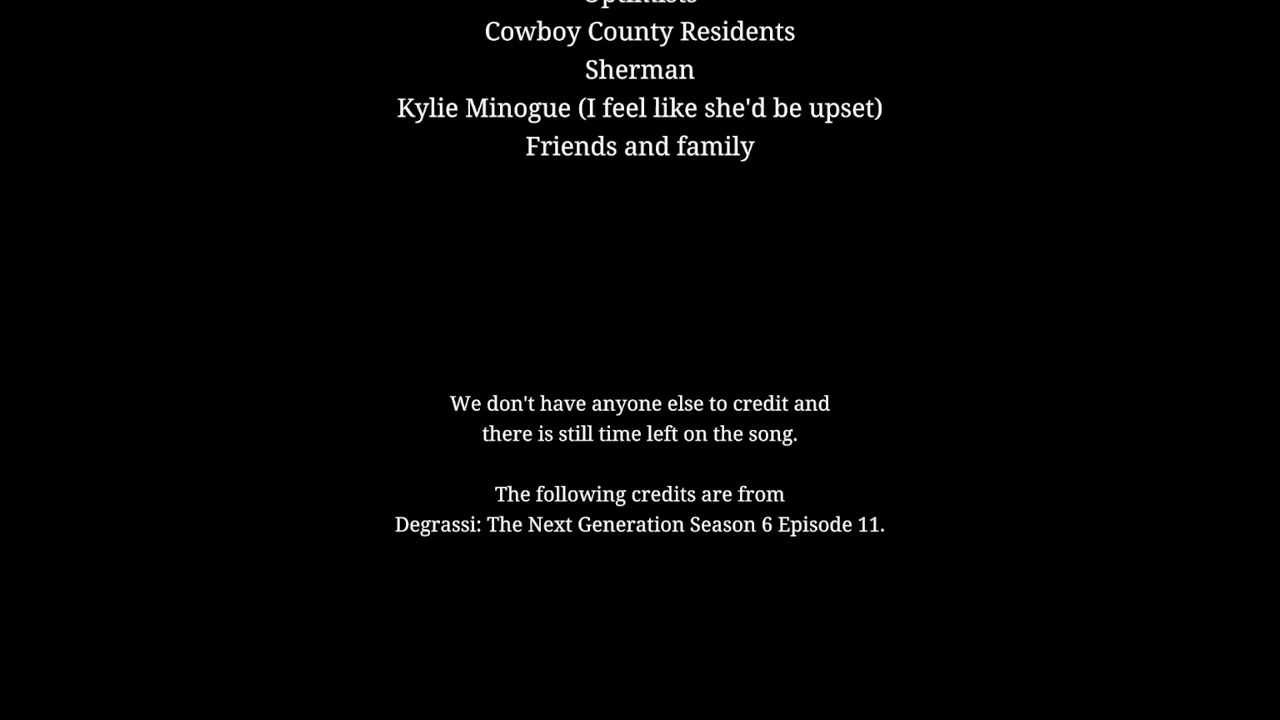 Optimists
Cowboy County Residents
Sherman
Kylie Minogue (I feel like she'd be upset)
Friends and family
We don't have anyone else to credit and
there is still time left on the song.
The following credits are from
Degrassi: The Next Generation Season 6 Episode 11.